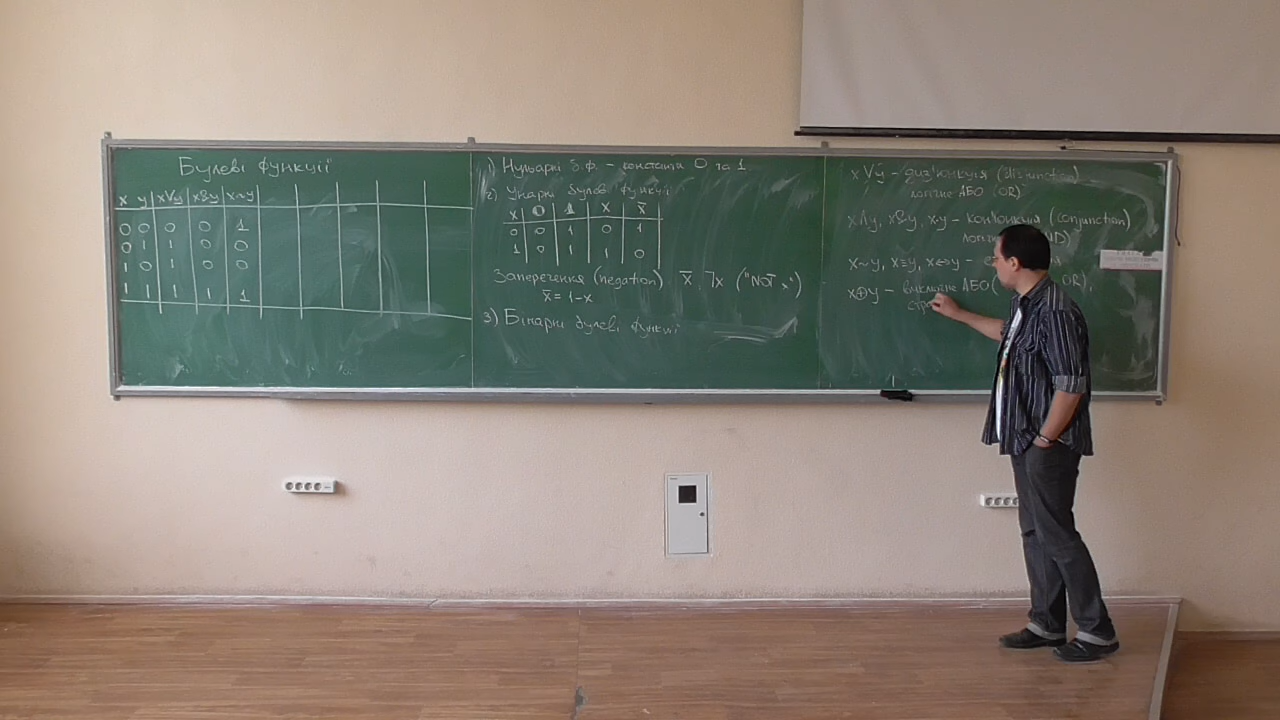 Булеві функції
x y x∨y x&y x~y
0 0 0 0 1
0 1 1 0 0
1 0 1 0 0
1 1 1 1 1
1) Нульарні б.ф. – константа 0 та 1
2) Унарні булеві функції
x 0 1 x x̅
0 0 1 0 1
1 0 1 1 0
Заперечення (negation) x̅, ⌉x ("NOT x")
x̅ = 1-x
3) Бінарні булеві функції
x∨y – диз'юнкція (disjunction)
логічне АБО (OR)
x∧y, x&y, x·y – кон'юнкція (conjunction)
x~y, x≡y, x⇔y –
x⊕y – виключне АБО ( OR),